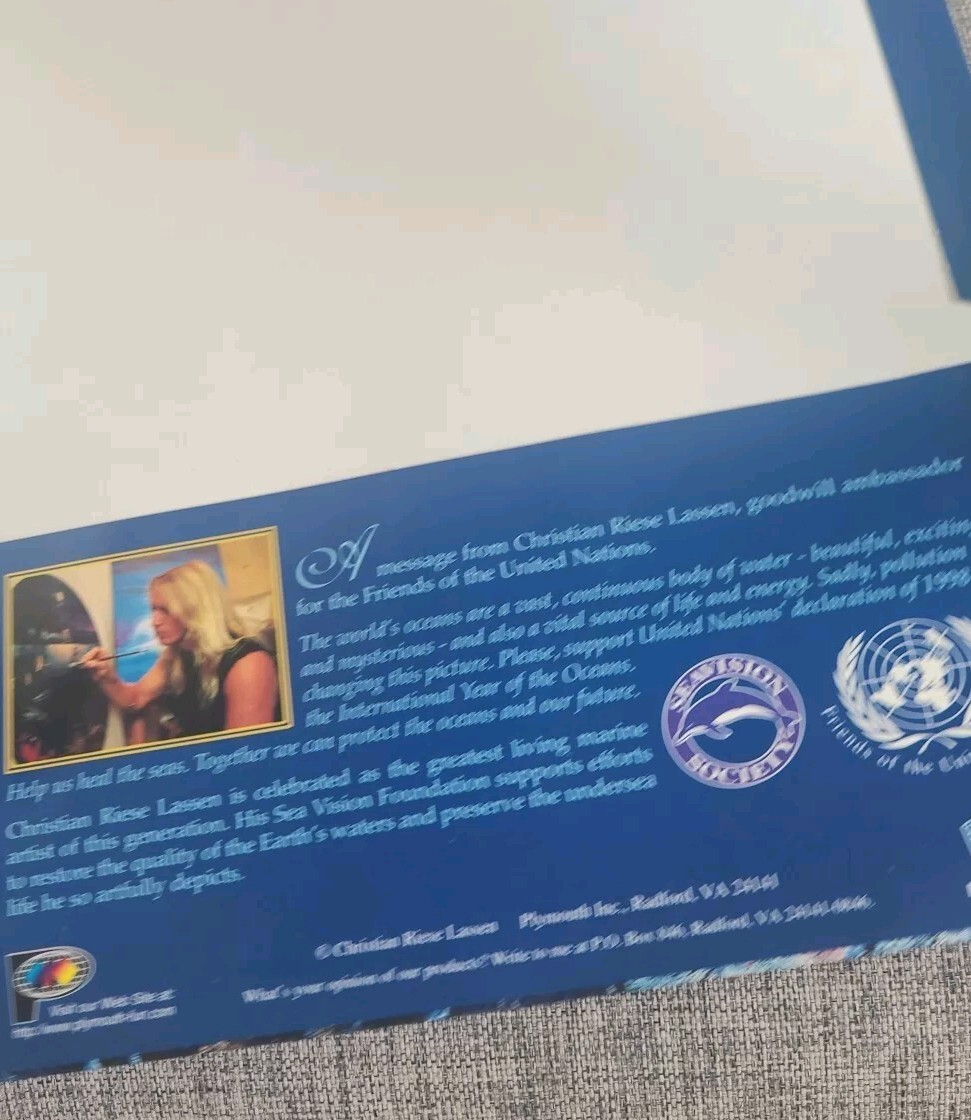 A message from Christian Riese Lassen, goodwill ambassador
for the Friends of the United Nations.
The world's oceans are a vast, continuous body of water - beautiful, exciting
and mysterious - and also a vital source of life and energy. Sadly, pollution
changing this picture. Please, support United Nations' declaration of 1998
the International Year of the Oceans.
Help us heal the seas. Together we can protect the oceans and our future.
Christian Riese Lassen is celebrated as the greatest living marine
artist of this generation. His Sea Vision Foundation supports efforts
to restore the quality of the Earth's waters and preserve the undersea
life he so artfully depicts.
SEA VISION
SOCIETY
Friends of the Uni
© Christian Riese Lassen Plymouth Inc., Radford, VA 24141
What's your opinion of our products? Write to me at P.O. Box 846, Radford, VA 24141-0846.
Visit our Web Site at: